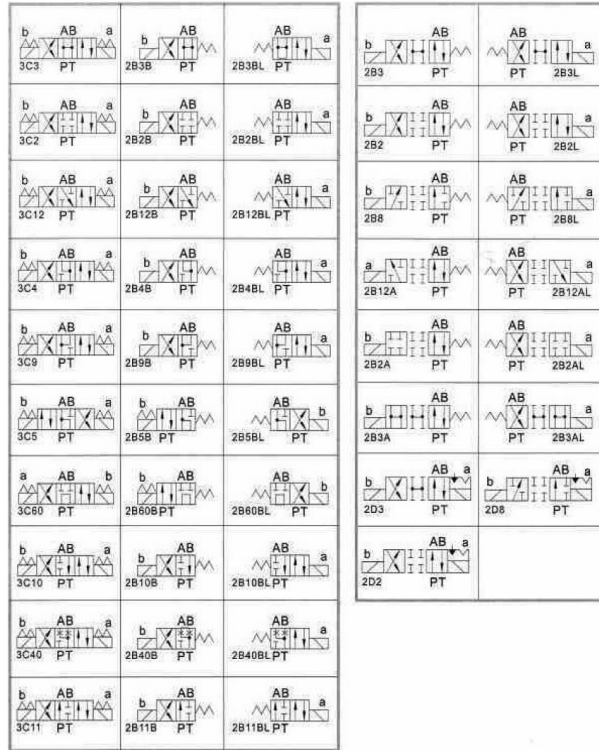 b AB a
3C3 PT
b AB
2B3B PT
AB a
2B3BL PT
b AB a
3C2 PT
b AB
2B2B PT
AB a
2B2BL PT
b AB a
3C12 PT
b AB
2B12B PT
AB a
2B12BL PT
b AB a
3C4 PT
b AB
2B4B PT
AB a
2B4BL PT
b AB a
3C9 PT
b AB
2B9B PT
AB a
2B9BL PT
b AB a
3C5 PT
b AB
2B5B PT
AB b
2B5BL PT
a AB b
3C60 PT
b AB
2B60B PT
AB b
2B60BL PT
b AB a
3C10 PT
b AB
2B10B PT
AB a
2B10BL PT
b AB a
3C40 PT
b AB
2B40B PT
AB a
2B40BL PT
b AB a
3C11 PT
b AB
2B11B PT
AB a
2B11BL PT
b AB
2B3 PT
AB a
PT 2B3L
b AB
2B2 PT
AB a
PT 2B2L
b AB
2B8 PT
AB a
PT 2B8L
a AB
2B12A PT
AB a
PT 2B12AL
b AB
2B2A PT
AB a
PT 2B2AL
b AB
2B3A PT
AB a
PT 2B3AL
b AB a
2D3 PT
b AB a
2D8 PT
b AB a
2D2 PT